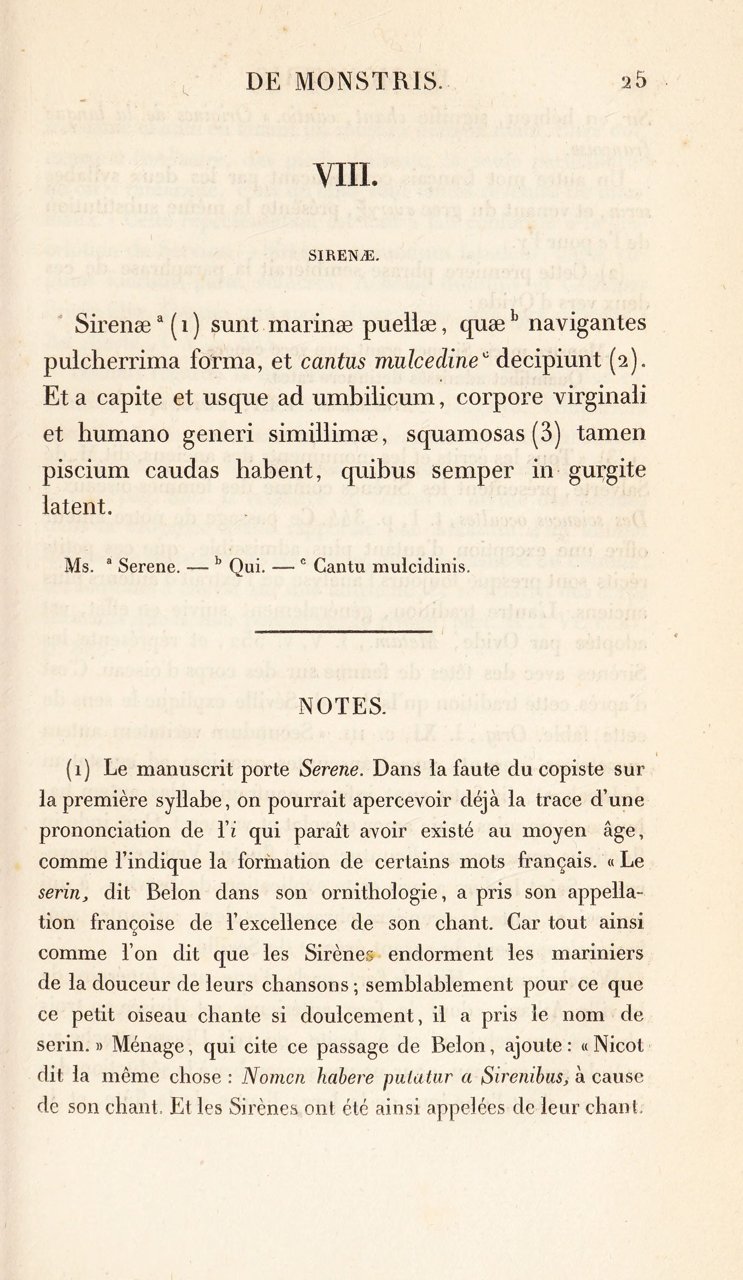 DE MONSTRIS. 25
VIII.
SIRENÆ.
Sirenæ ᵃ (1) sunt marinæ puellæ, quæ ᵇ navigantes
pulcherrima forma, et cantus mulcedine ᶜ decipiunt (2).
Et a capite et usque ad umbilicum, corpore virginali
et humano generi simillimæ, squamosas (3) tamen
piscium caudas habent, quibus semper in gurgite
latent.
Ms. ᵃ Serene. — ᵇ Qui. — ᶜ Cantu mulcidinis.
NOTES.
(1) Le manuscrit porte Serene. Dans la faute du copiste sur
la première syllabe, on pourrait apercevoir déjà la trace d'une
prononciation de l'i qui paraît avoir existé au moyen âge,
comme l'indique la formation de certains mots français. « Le
serin, dit Belon dans son ornithologie, a pris son appella-
tion françoise de l'excellence de son chant. Car tout ainsi
comme l'on dit que les Sirènes endorment les mariniers
de la douceur de leurs chansons; semblablement pour ce que
ce petit oiseau chante si doulcement, il a pris le nom de
serin. » Ménage, qui cite ce passage de Belon, ajoute: « Nicot
dit la même chose : Nomen habere putatur a Sirenibus, à cause
de son chant. Et les Sirènes ont été ainsi appelées de leur chant.